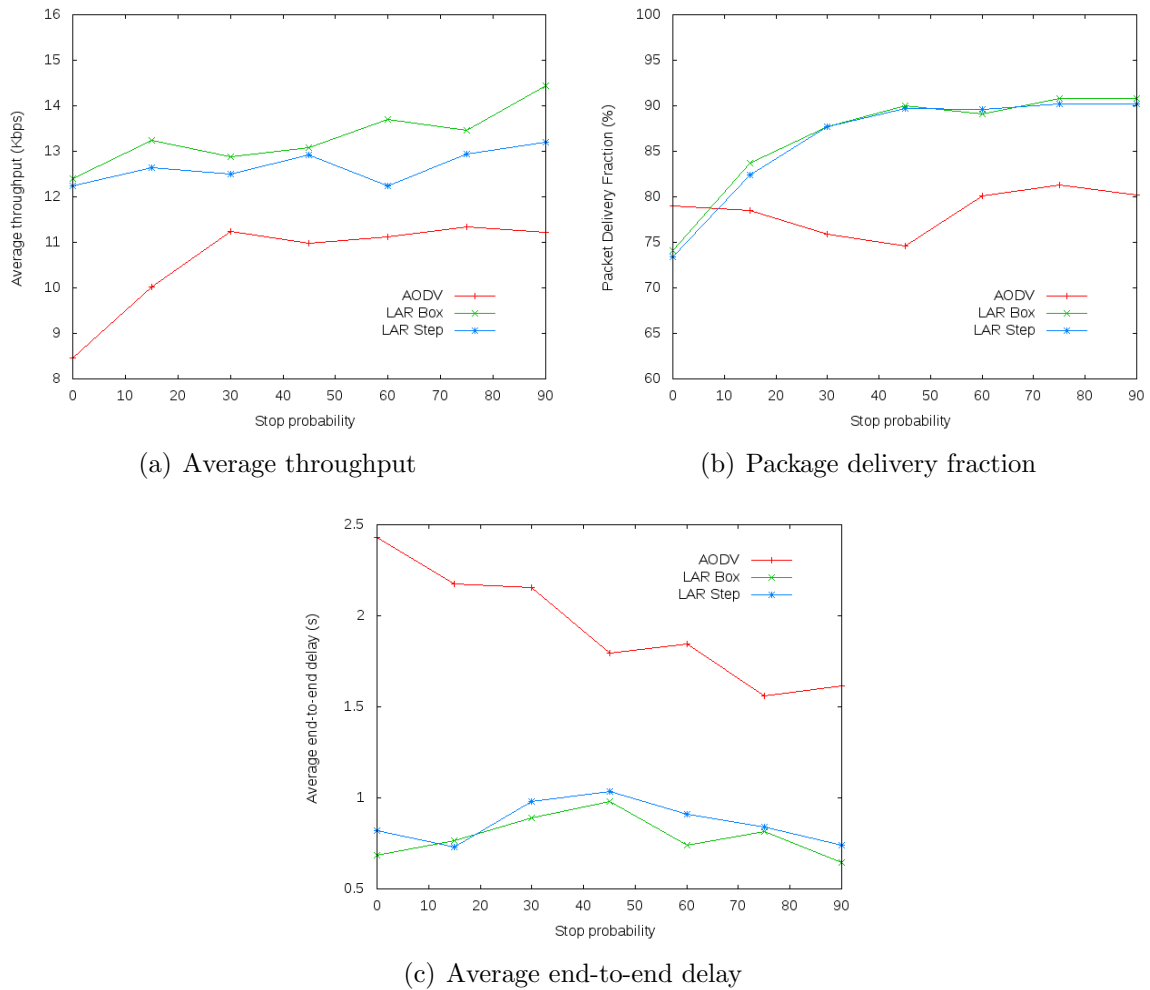 16
15
14
13
12
11
10
9
8
0 10 20 30 40 50 60 70 80 90
Average throughput (Kbps)
Stop probability
AODV
LAR Box
LAR Step
(a) Average throughput
100
95
90
85
80
75
70
65
60
0 10 20 30 40 50 60 70 80 90
Packet Delivery Fraction (%)
Stop probability
AODV
LAR Box
LAR Step
(b) Package delivery fraction
2.5
2
1.5
1
0.5
0 10 20 30 40 50 60 70 80 90
Average end-to-end delay (s)
Stop probability
AODV
LAR Box
LAR Step
(c) Average end-to-end delay